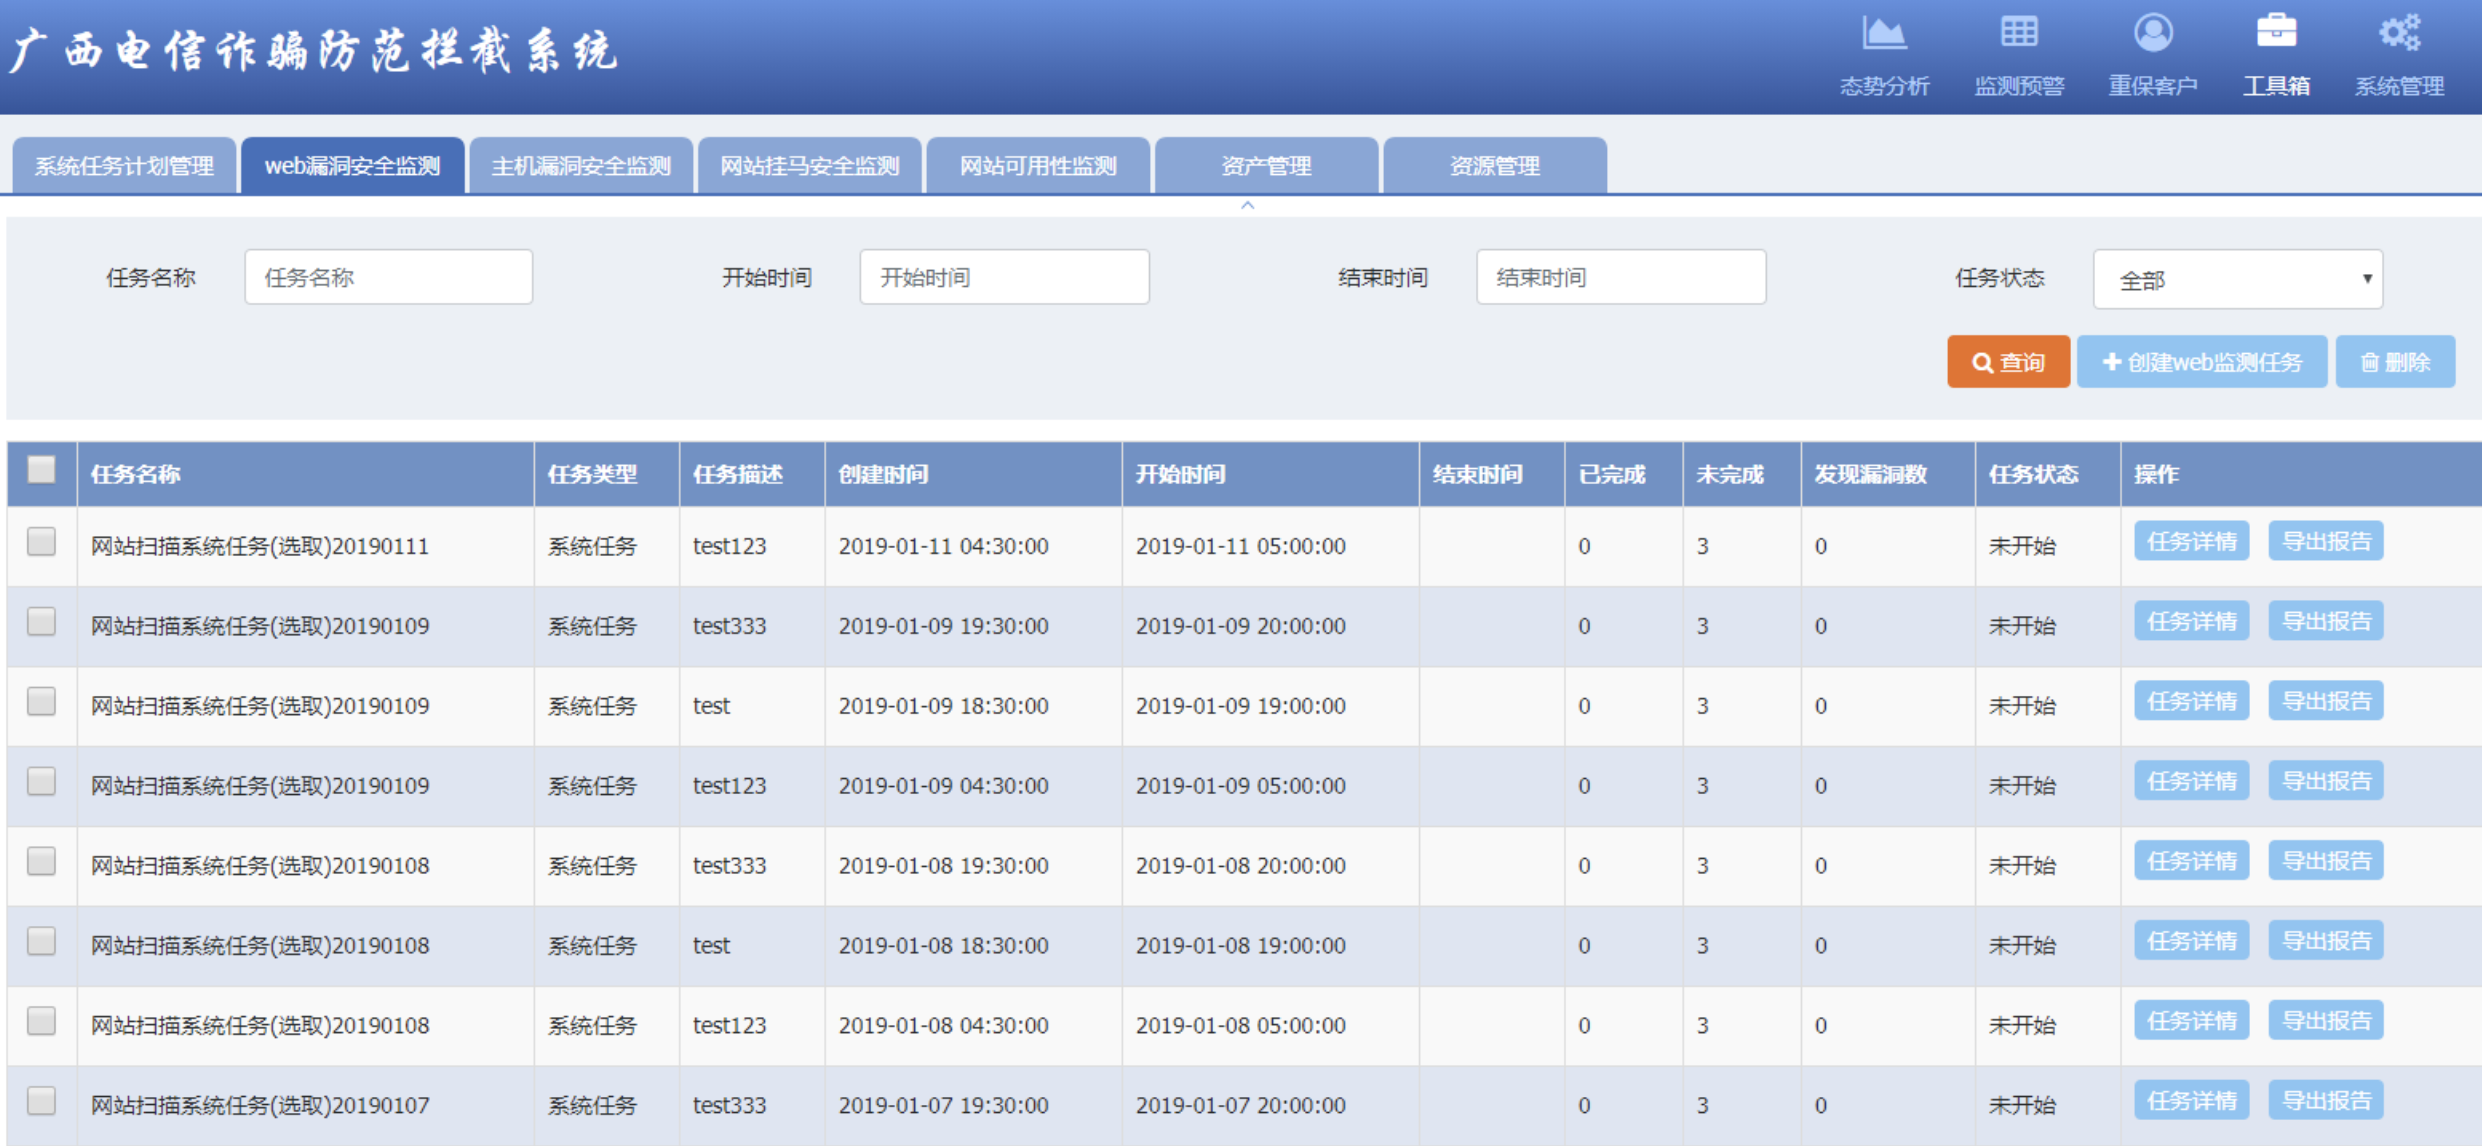 广西电信诈骗防范拦截系统
态势分析 监测预警 重保客户 工具箱 系统管理
系统任务计划管理 web漏洞安全监测 主机漏洞安全监测 网站挂马安全监测 网站可用性监测 资产管理 资源管理
任务名称 任务名称 开始时间 开始时间 结束时间 结束时间 任务状态 全部
查询 创建web监测任务 删除
任务名称 任务类型 任务描述 创建时间 开始时间 结束时间 已完成 未完成 发现漏洞数 任务状态 操作
网站扫描系统任务(选取)20190111 系统任务 test123 2019-01-11 04:30:00 2019-01-11 05:00:00 0 3 0 未开始 任务详情 导出报告
网站扫描系统任务(选取)20190109 系统任务 test333 2019-01-09 19:30:00 2019-01-09 20:00:00 0 3 0 未开始 任务详情 导出报告
网站扫描系统任务(选取)20190109 系统任务 test 2019-01-09 18:30:00 2019-01-09 19:00:00 0 3 0 未开始 任务详情 导出报告
网站扫描系统任务(选取)20190109 系统任务 test123 2019-01-09 04:30:00 2019-01-09 05:00:00 0 3 0 未开始 任务详情 导出报告
网站扫描系统任务(选取)20190108 系统任务 test333 2019-01-08 19:30:00 2019-01-08 20:00:00 0 3 0 未开始 任务详情 导出报告
网站扫描系统任务(选取)20190108 系统任务 test 2019-01-08 18:30:00 2019-01-08 19:00:00 0 3 0 未开始 任务详情 导出报告
网站扫描系统任务(选取)20190108 系统任务 test123 2019-01-08 04:30:00 2019-01-08 05:00:00 0 3 0 未开始 任务详情 导出报告
网站扫描系统任务(选取)20190107 系统任务 test333 2019-01-07 19:30:00 2019-01-07 20:00:00 0 3 0 未开始 任务详情 导出报告